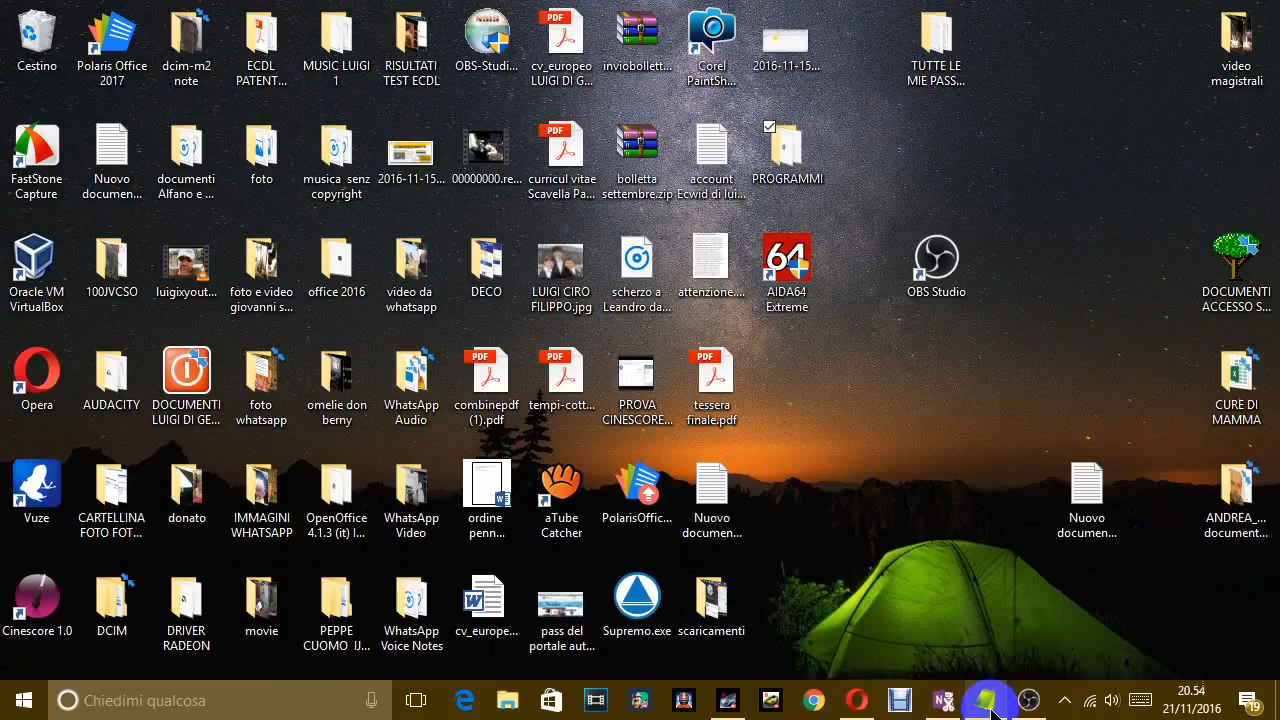 Cestino
Polaris Office
2017
dcim-m2
note
ECDL
PATENT...
MUSIC LUIGI
1
RISULTATI
TEST ECDL
NSIS
OBS-Studi...
PDF
cv_europeo
LUIGI DI G...
inviobollett...
Corel
PaintSh...
2016-11-15...
TUTTE LE
MIE PASS...
video
magistrali
FastStone
Capture
Nuovo
documen...
documenti
Alfano e ...
foto
musica senz
copyright
2016-11-15...
00000000.re...
PDF
curricul vitae
Scavella Pa...
bolletta
settembre.zip
account
Ecwid di lui...
PROGRAMMI
Oracle VM
VirtualBox
100JVCSO
luigixyout...
foto e video
giovanni s...
office 2016
video da
whatsapp
DECO
LUIGI CIRO
FILIPPO.jpg
scherzo a
Leandro da...
attenzione....
64
AIDA64
Extreme
OBS Studio
DOCUMENTI
ACCESSO S...
Opera
AUDACITY
DOCUMENTI
LUIGI DI GE...
foto
whatsapp
omelie don
berny
WhatsApp
Audio
PDF
combinepdf
(1).pdf
PDF
tempi-cott...
PROVA
CINESCORE...
PDF
tessera
finale.pdf
CURE DI
MAMMA
Vuze
CARTELLINA
FOTO FOT...
donato
IMMAGINI
WHATSAPP
OpenOffice
4.1.3 (it) I...
WhatsApp
Video
ordine
penn...
aTube
Catcher
PolarisOffic...
Nuovo
documen...
Nuovo
documen...
ANDREA_...
document...
Cinescore 1.0
DCIM
DRIVER
RADEON
movie
PEPPE
CUOMO IJ...
WhatsApp
Voice Notes
cv_europe...
pass del
portale aut...
Supremo.exe
scaricamenti
Chiedimi qualcosa
20.54
21/11/2016
19